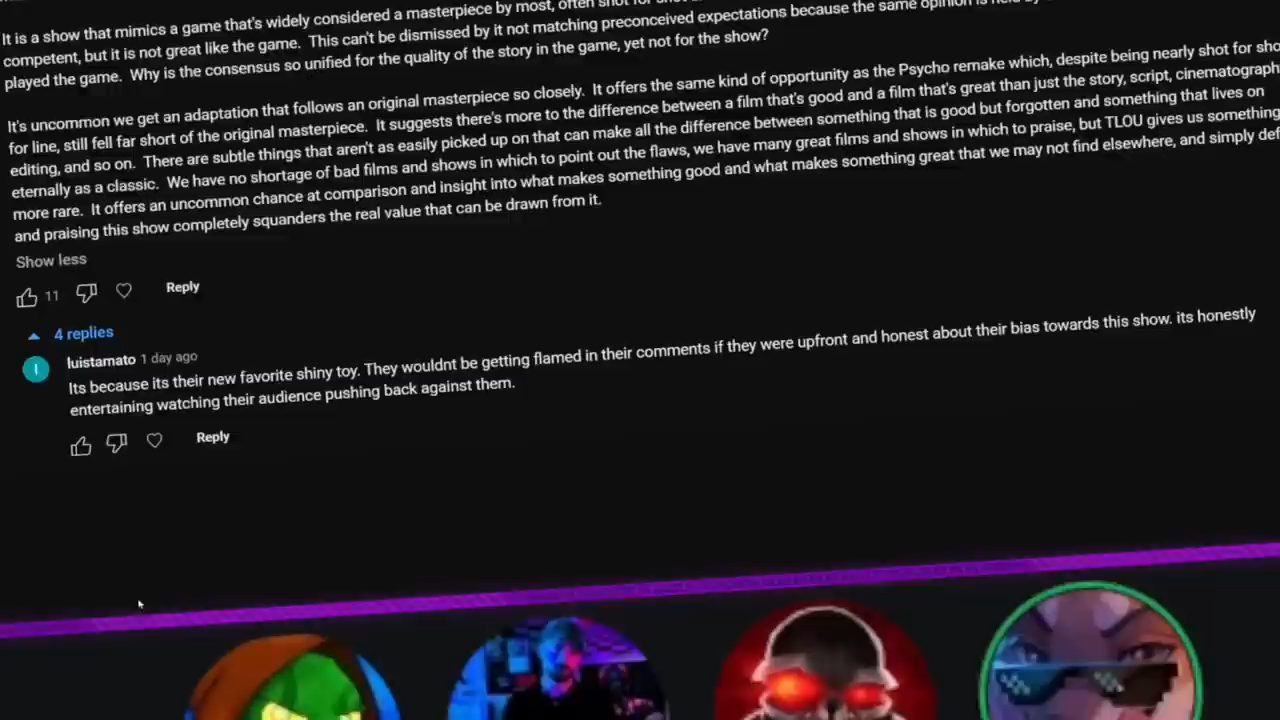 It is a show that mimics a game that's widely considered a masterpiece by most, often shot for shot
competent, but it is not great like the game. This can't be dismissed by it not matching preconceived expectations because the same opinion is held by
played the game. Why is the consensus so unified for the quality of the story in the game, yet not for the show?
It's uncommon we get an adaptation that follows an original masterpiece so closely. It offers the same kind of opportunity as the Psycho remake which, despite being nearly shot for sho
for line, still fell far short of the original masterpiece. It suggests there's more to the difference between a film that's good and a film that's great than just the story, script, cinematograph
editing, and so on. There are subtle things that aren't as easily picked up on that can make all the difference between something that is good but forgotten and something that lives on
eternally as a classic. We have no shortage of bad films and shows in which to point out the flaws, we have many great films and shows in which to praise, but TLOU gives us something
more rare. It offers an uncommon chance at comparison and insight into what makes something good and what makes something great that we may not find elsewhere, and simply def
and praising this show completely squanders the real value that can be drawn from it.
Show less
11 Reply
4 replies
luistamato 1 day ago
Its because its their new favorite shiny toy. They wouldnt be getting flamed in their comments if they were upfront and honest about their bias towards this show. its honestly
entertaining watching their audience pushing back against them.
Reply